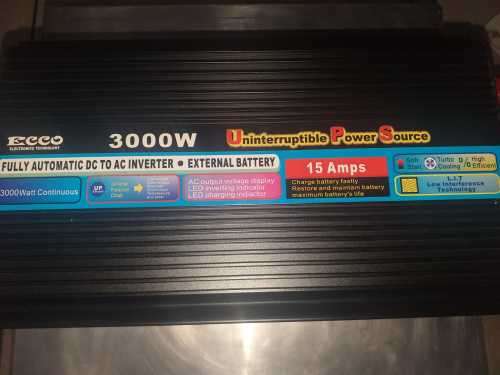 ECCO
ELECTRONICS TECHNOLOGY
3000W
Uninterruptible Power Source
FULLY AUTOMATIC DC TO AC INVERTER • EXTERNAL BATTERY
3000Watt Continuous
UP
AC output voltage display
LED inverting indicator
LED charging indicator
15 Amps
Charge battery fastly
Restore and maintain battery
maximum battery's life
Soft
Start
Turbo
Cooling
High
Efficent
L.I.T
Low Interference
Technology